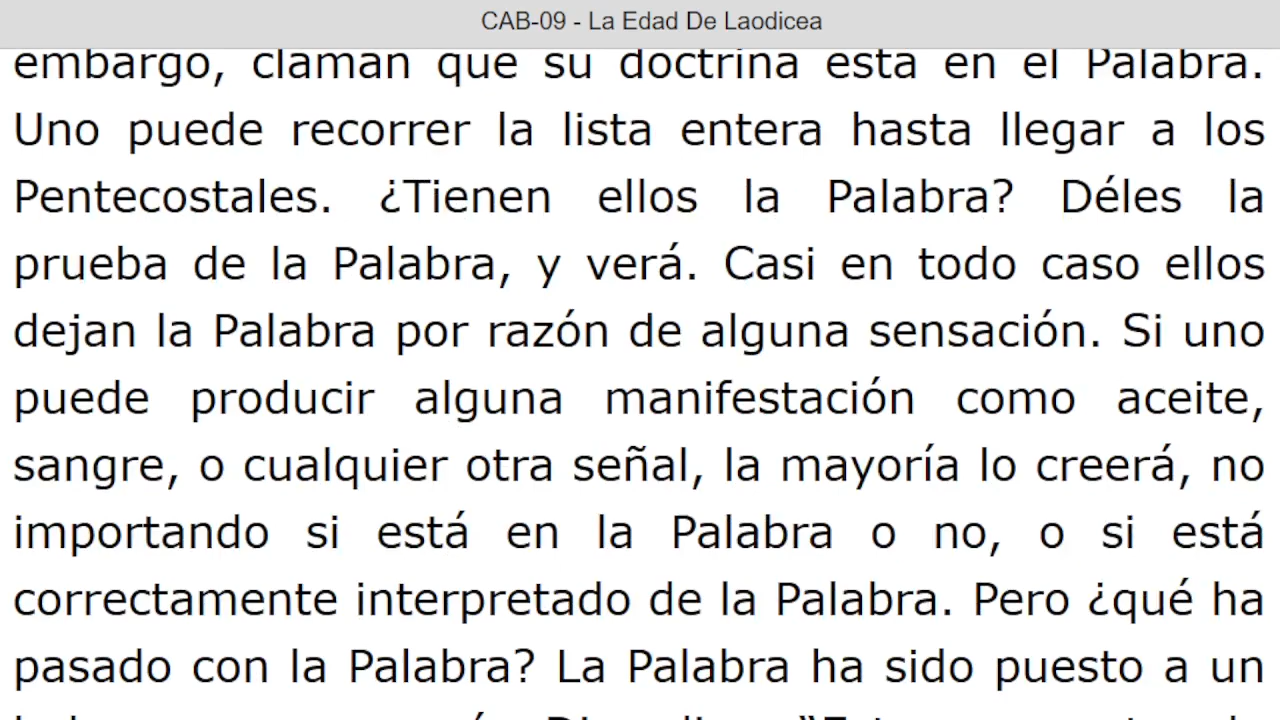 CAB-09 - La Edad De Laodicea
embargo, claman que su doctrina está en el Palabra.
Uno puede recorrer la lista entera hasta llegar a los
Pentecostales. ¿Tienen ellos la Palabra? Déles la
prueba de la Palabra, y verá. Casi en todo caso ellos
dejan la Palabra por razón de alguna sensación. Si uno
puede producir alguna manifestación como aceite,
sangre, o cualquier otra señal, la mayoría lo creerá, no
importando si está en la Palabra o no, o si está
correctamente interpretado de la Palabra. Pero ¿qué ha
pasado con la Palabra? La Palabra ha sido puesto a un